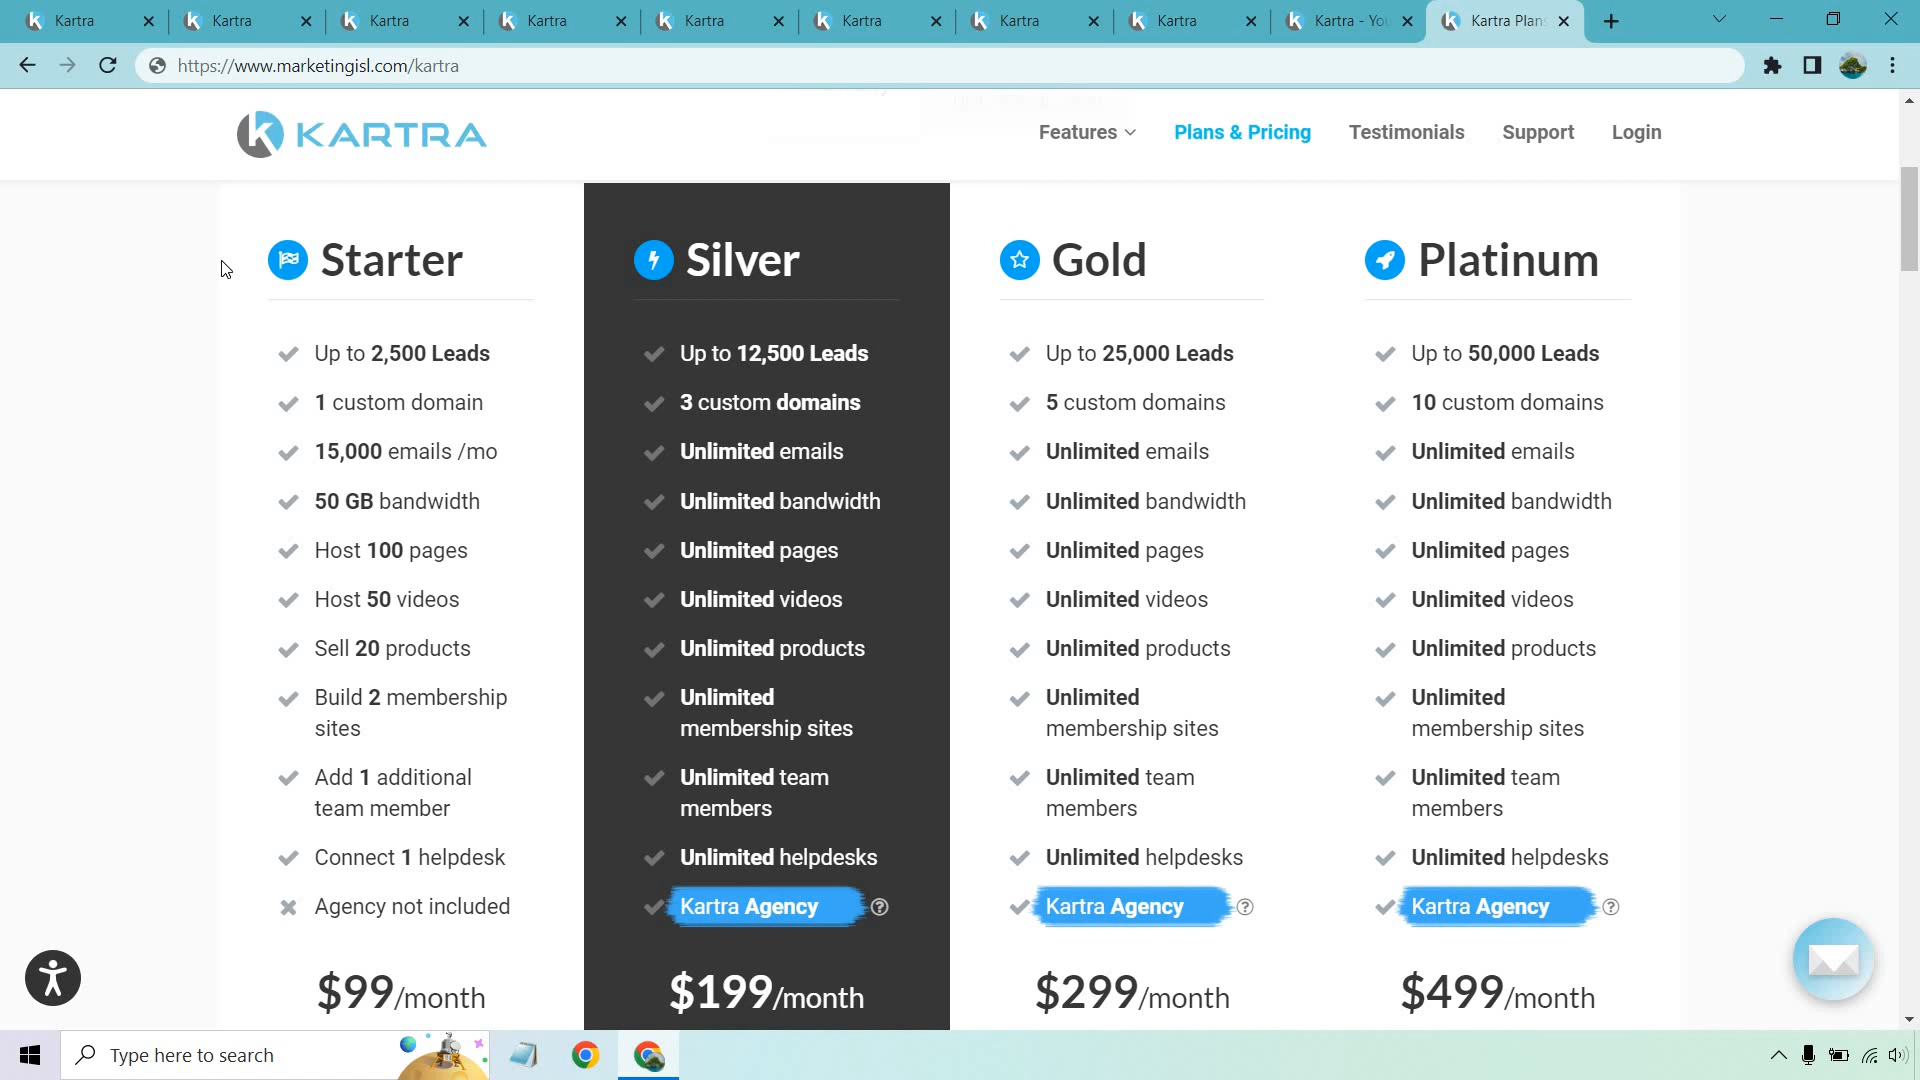 Kartra
Kartra
Kartra
Kartra
Kartra
Kartra
Kartra
Kartra
Kartra - You
Kartra Plans
https://www.marketingisl.com/kartra
KARTRA
Features
Plans & Pricing
Testimonials
Support
Login
Starter
Up to 2,500 Leads
1 custom domain
15,000 emails /mo
50 GB bandwidth
Host 100 pages
Host 50 videos
Sell 20 products
Build 2 membership
sites
Add 1 additional
team member
Connect 1 helpdesk
Agency not included
$99/month
Silver
Up to 12,500 Leads
3 custom domains
Unlimited emails
Unlimited bandwidth
Unlimited pages
Unlimited videos
Unlimited products
Unlimited
membership sites
Unlimited team
members
Unlimited helpdesks
Kartra Agency
$199/month
Gold
Up to 25,000 Leads
5 custom domains
Unlimited emails
Unlimited bandwidth
Unlimited pages
Unlimited videos
Unlimited products
Unlimited
membership sites
Unlimited team
members
Unlimited helpdesks
Kartra Agency
$299/month
Platinum
Up to 50,000 Leads
10 custom domains
Unlimited emails
Unlimited bandwidth
Unlimited pages
Unlimited videos
Unlimited products
Unlimited
membership sites
Unlimited team
members
Unlimited helpdesks
Kartra Agency
$499/month
Type here to search